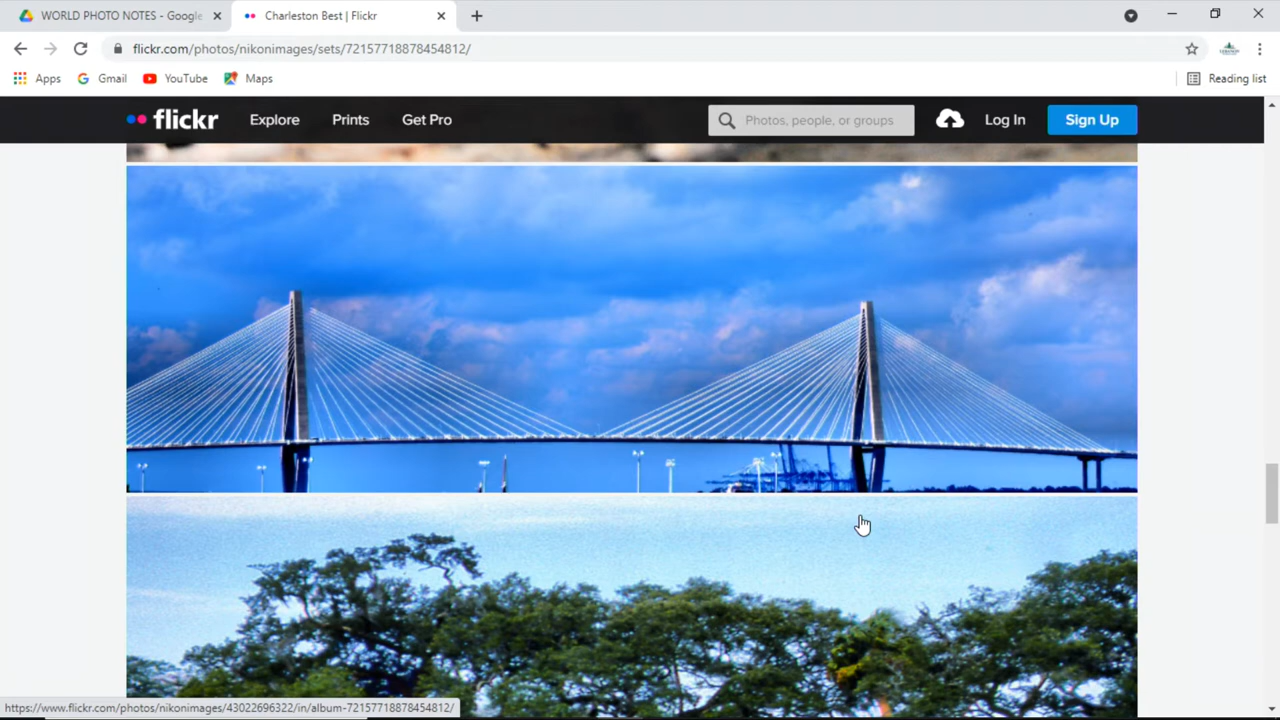 WORLD PHOTO NOTES - Google
Charleston Best | Flickr
flickr.com/photos/nikonimages/sets/72157718878454812/
Apps
Gmail
YouTube
Maps
Reading list
flickr
Explore
Prints
Get Pro
Photos, people, or groups
Log In
Sign Up
https://www.flickr.com/photos/nikonimages/43022696322/in/album-72157718878454812/